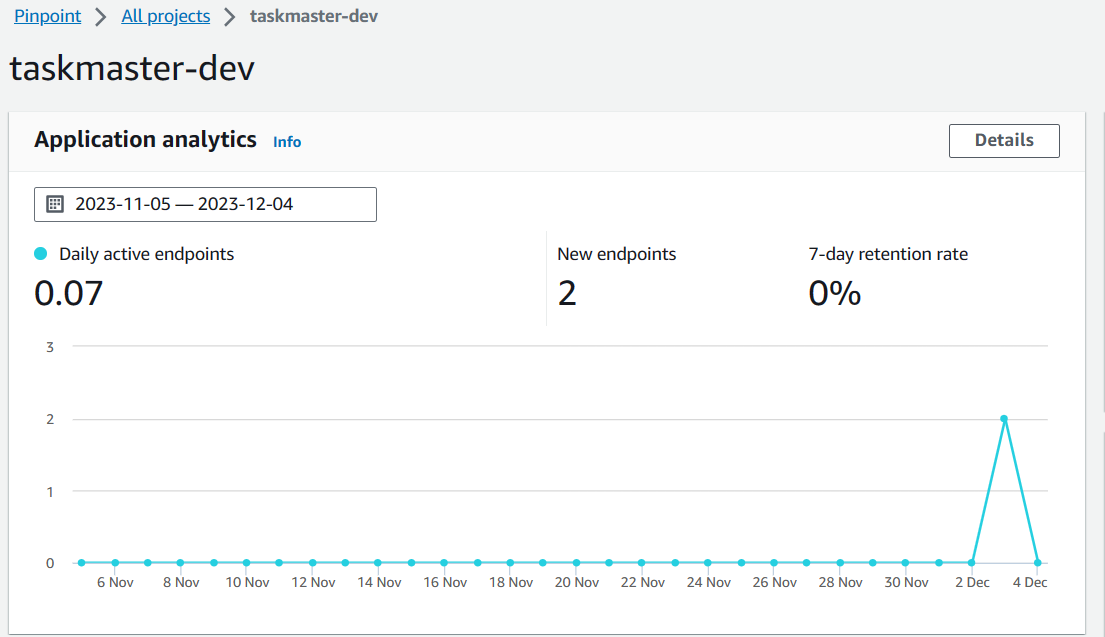 Pinpoint > All projects > taskmaster-dev
taskmaster-dev
Application analytics Info
Details
2023-11-05 — 2023-12-04
Daily active endpoints
0.07
New endpoints
2
7-day retention rate
0%
3
2
1
0
6 Nov 8 Nov 10 Nov 12 Nov 14 Nov 16 Nov 18 Nov 20 Nov 22 Nov 24 Nov 26 Nov 28 Nov 30 Nov 2 Dec 4 Dec